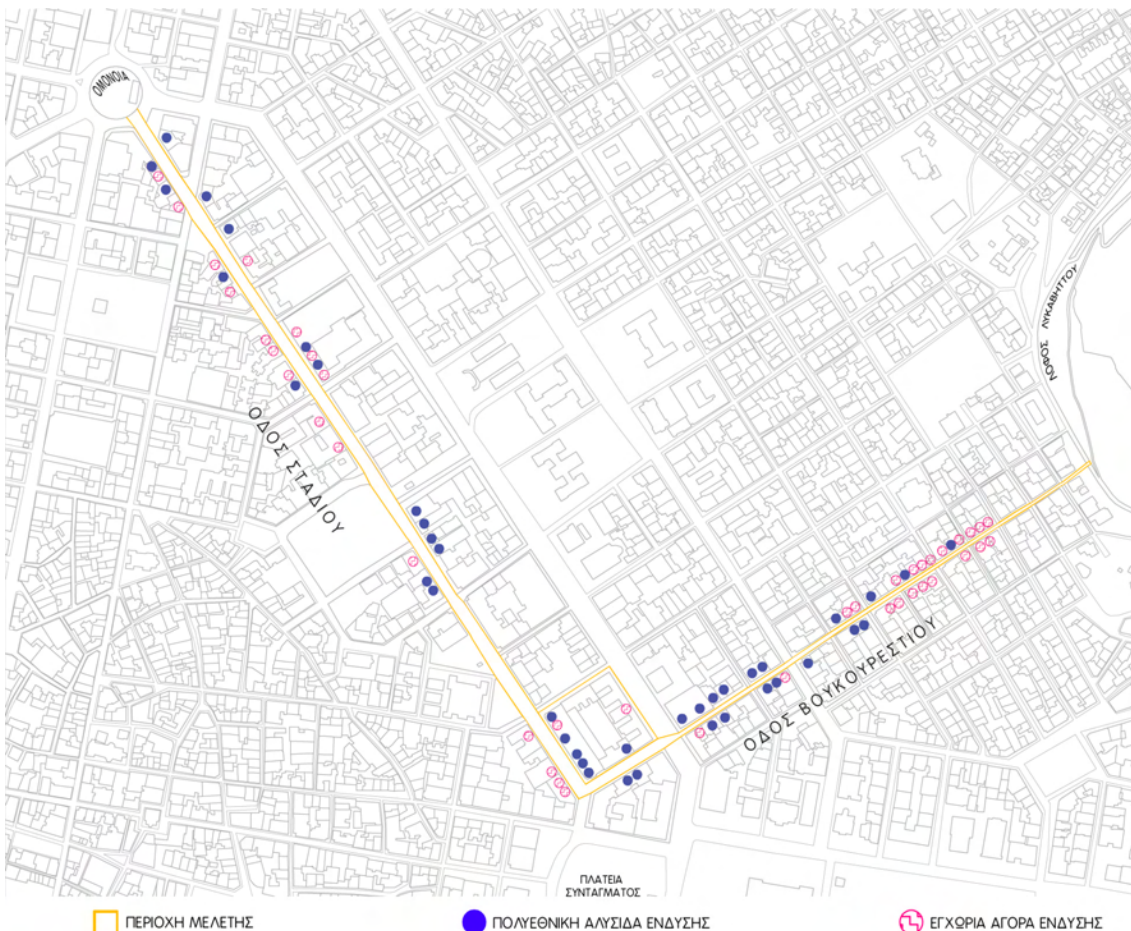 ΟΜΟΝΟΙΑ
ΛΟΦΟΣ ΛΥΚΑΒΗΤΤΟΥ
ΟΔΟΣ ΣΤΑΔΙΟΥ
ΟΔΟΣ ΒΟΥΚΟΥΡΕΣΤΙΟΥ
ΠΛΑΤΕΙΑ
ΣΥΝΤΑΓΜΑΤΟΣ
ΠΕΡΙΟΧΗ ΜΕΛΕΤΗΣ
ΠΟΛΥΕΘΝΙΚΗ ΑΛΥΣΙΔΑ ΕΝΔΥΣΗΣ
ΕΓΧΩΡΙΑ ΑΓΟΡΑ ΕΝΔΥΣΗΣ